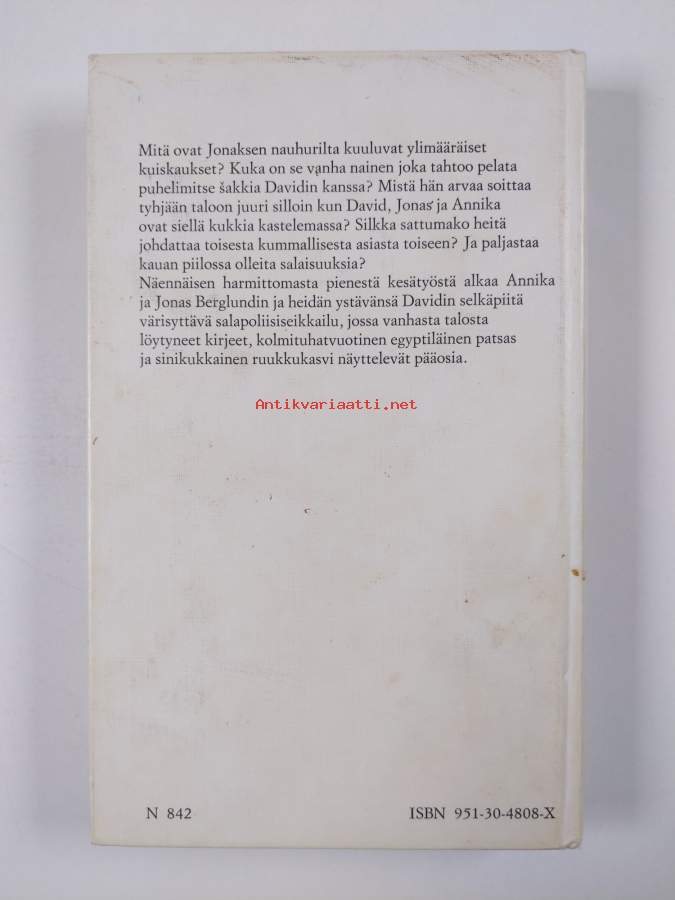 Mitä ovat Jonaksen nauhurilta kuuluvat ylimääräiset
kuiskaukset? Kuka on se vanha nainen joka tahtoo pelata
puhelimitse šakkia Davidin kanssa? Mistä hän arvaa soittaa
tyhjään taloon juuri silloin kun David, Jonas ja Annika
ovat siellä kukkia kastelemassa? Silkka sattumako heitä
johdattaa toisesta kummallisesta asiasta toiseen? Ja paljastaa
kauan piilossa olleita salaisuuksia?
Näennäisen harmittomasta pienestä kesätyöstä alkaa Annika
ja Jonas Berglundin ja heidän ystävänsä Davidin selkäpiitä
värisyttävä salapoliisiseikkailu, jossa vanhasta talosta
löytyneet kirjeet, kolmituhatvuotinen egyptiläinen patsas
ja sinikukkainen ruukkukasvi näyttelevät pääosia.
Antikvariaatti.net
N 842 ISBN 951-30-4808-X